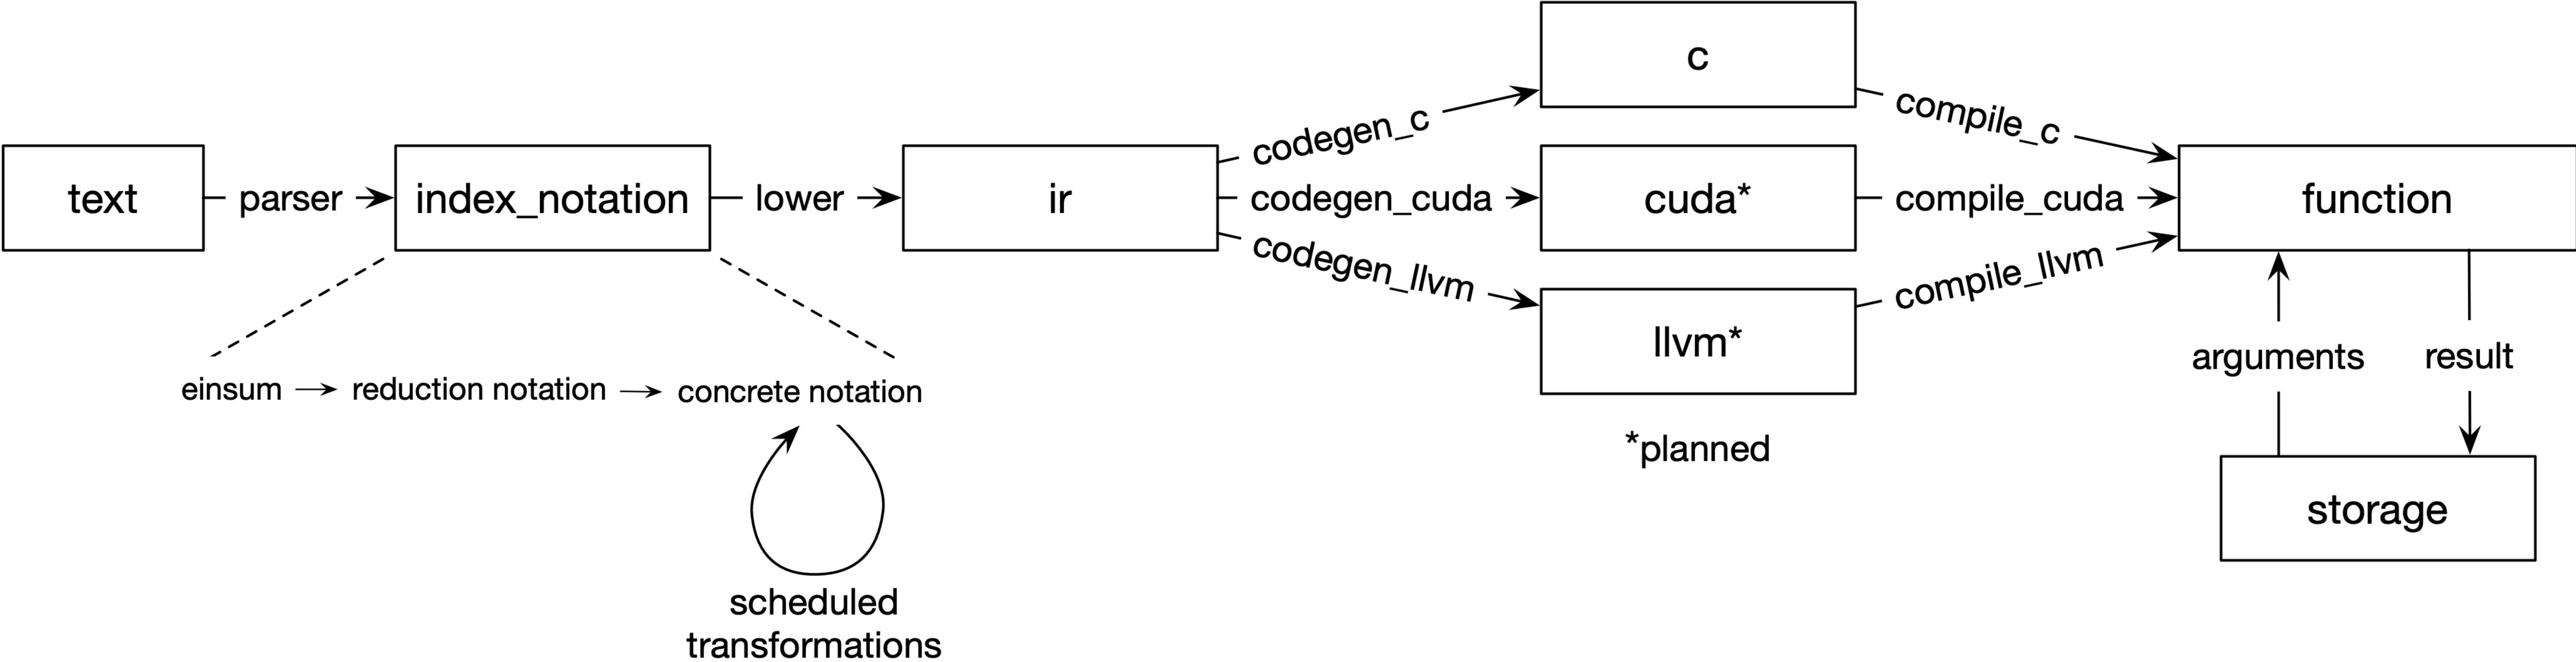 text
parser
index_notation
lower
ir
codegen_c
codegen_cuda
codegen_llvm
c
cuda*
llvm*
*planned
compile_c
compile_cuda
compile_llvm
function
arguments
result
storage
einsum
reduction notation
concrete notation
scheduled
transformations